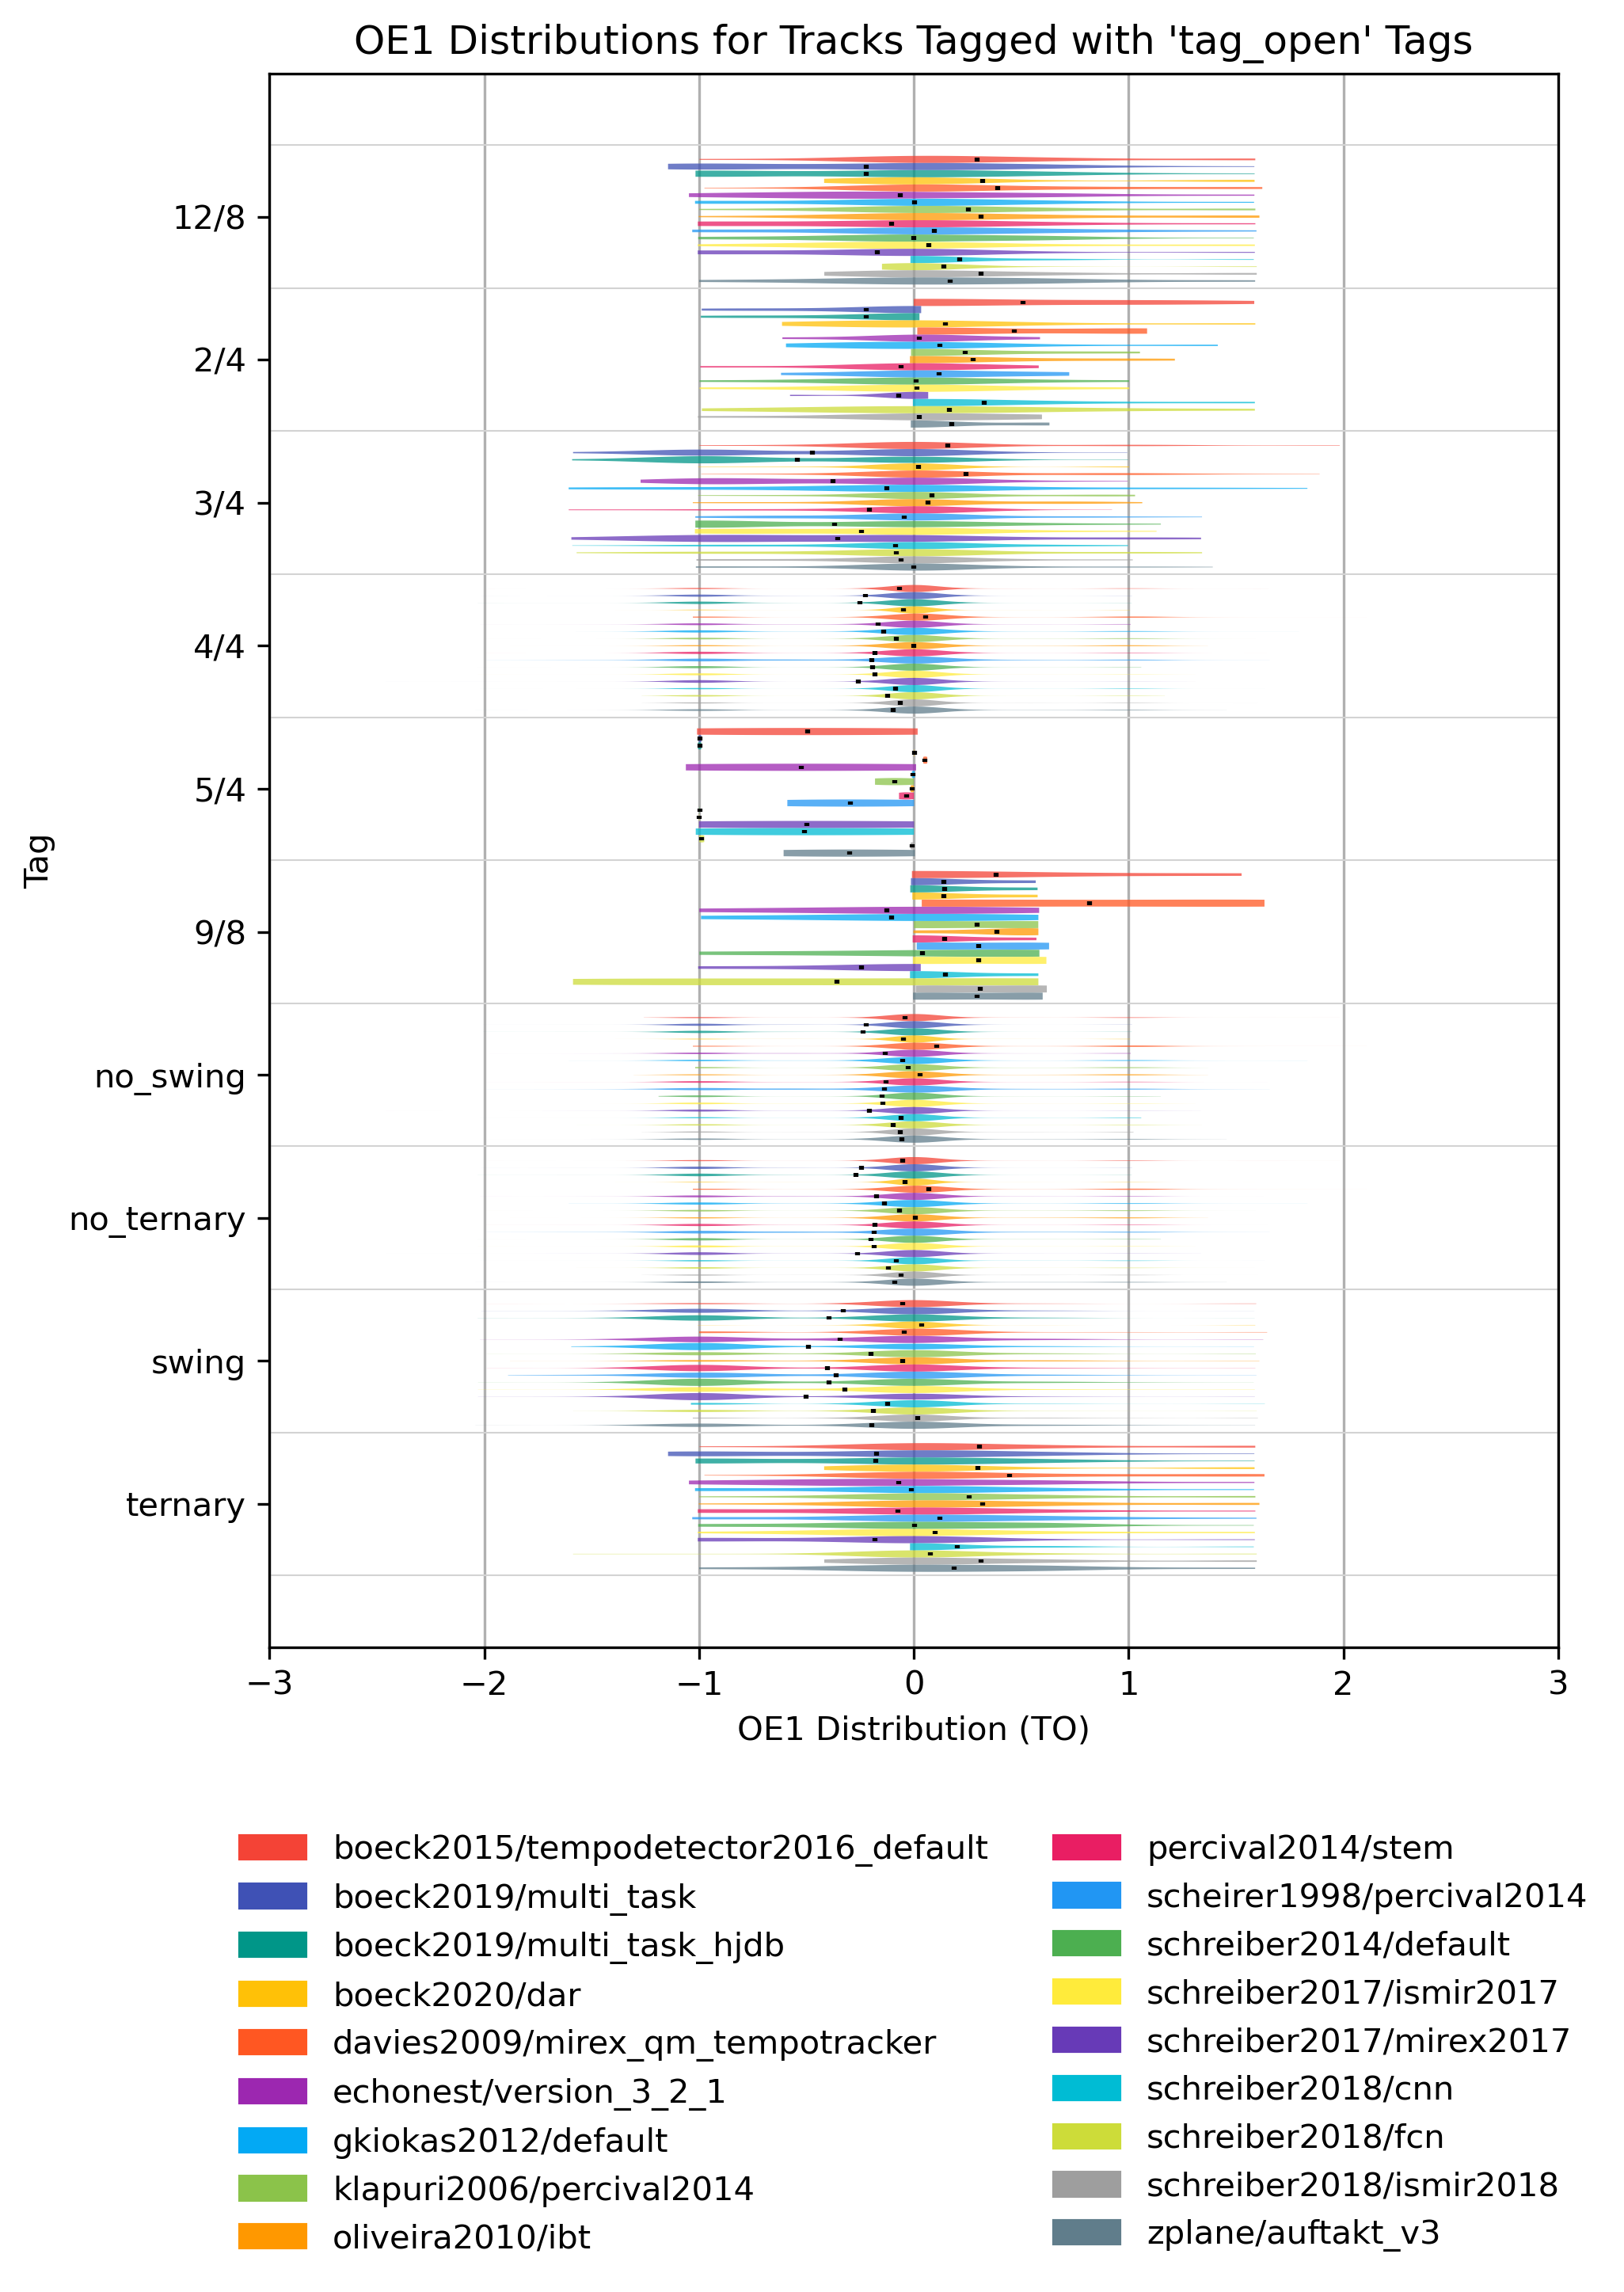 OE1 Distributions for Tracks Tagged with 'tag_open' Tags
12/8
2/4
3/4
4/4
5/4
9/8
no_swing
no_ternary
swing
ternary
Tag
−3 −2 −1 0 1 2 3
OE1 Distribution (TO)
boeck2015/tempodetector2016_default
boeck2019/multi_task
boeck2019/multi_task_hjdb
boeck2020/dar
davies2009/mirex_qm_tempotracker
echonest/version_3_2_1
gkiokas2012/default
klapuri2006/percival2014
oliveira2010/ibt
percival2014/stem
scheirer1998/percival2014
schreiber2014/default
schreiber2017/ismir2017
schreiber2017/mirex2017
schreiber2018/cnn
schreiber2018/fcn
schreiber2018/ismir2018
zplane/auftakt_v3